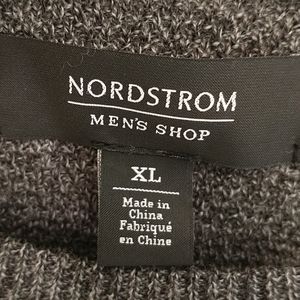 NORDSTROM
MEN'S SHOP
XL
Made in
China
Fabriqué
en Chine